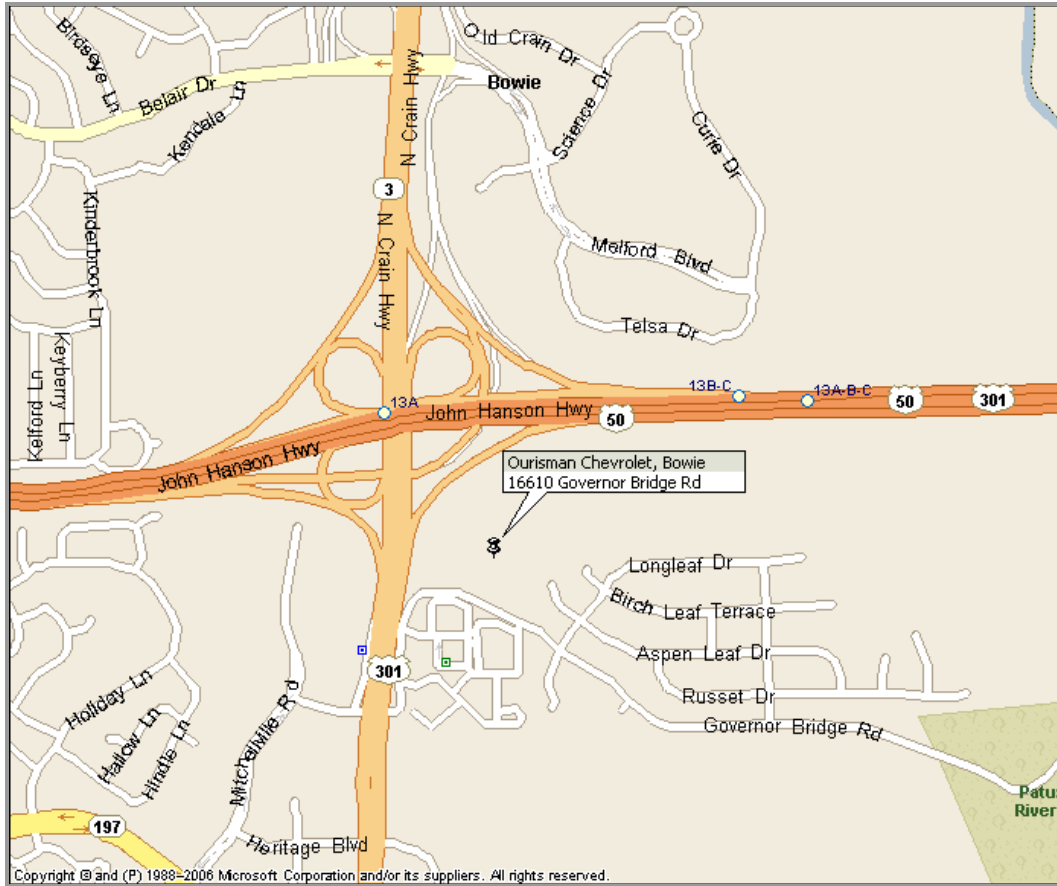 Birdseye Ln
Belair Dr
Kendale Ln
N Crain Hwy
ld Crain Dr
Bowie
Science Dr
Curie Dr
3
Kinderbrook Ln
N Crain Hwy
Melford Blvd
Telsa Dr
Kelford Ln
Keyberry Ln
13A
John Hanson Hwy
50
13B-C
13A-B-C
50
301
John Hanson Hwy
Ourisman Chevrolet, Bowie
16610 Governor Bridge Rd
Longleaf Dr
Birch Leaf Terrace
Aspen Leaf Dr
Russet Dr
Governor Bridge Rd
301
Holiday Ln
Hallow Ln
Hindle Ln
Mitchellville Rd
197
Heritage Blvd
Patu
River
Copyright © and (P) 1988–2006 Microsoft Corporation and/or its suppliers. All rights reserved.